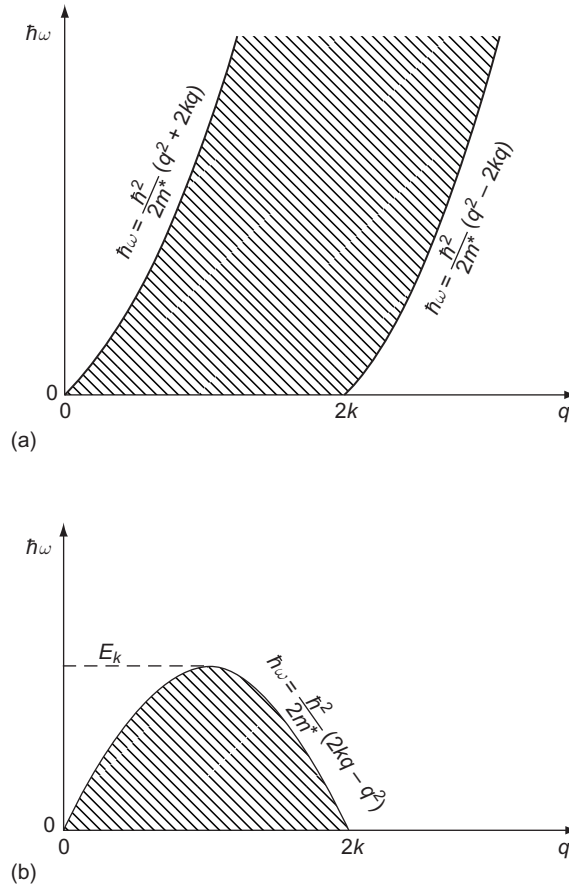 ħω
ħω = ħ²/2m* (q² + 2kq)
ħω = ħ²/2m* (q² − 2kq)
0
0
2k
q
(a)
ħω
E_k
ħω = ħ²/2m* (2kq − q²)
0
0
2k
q
(b)